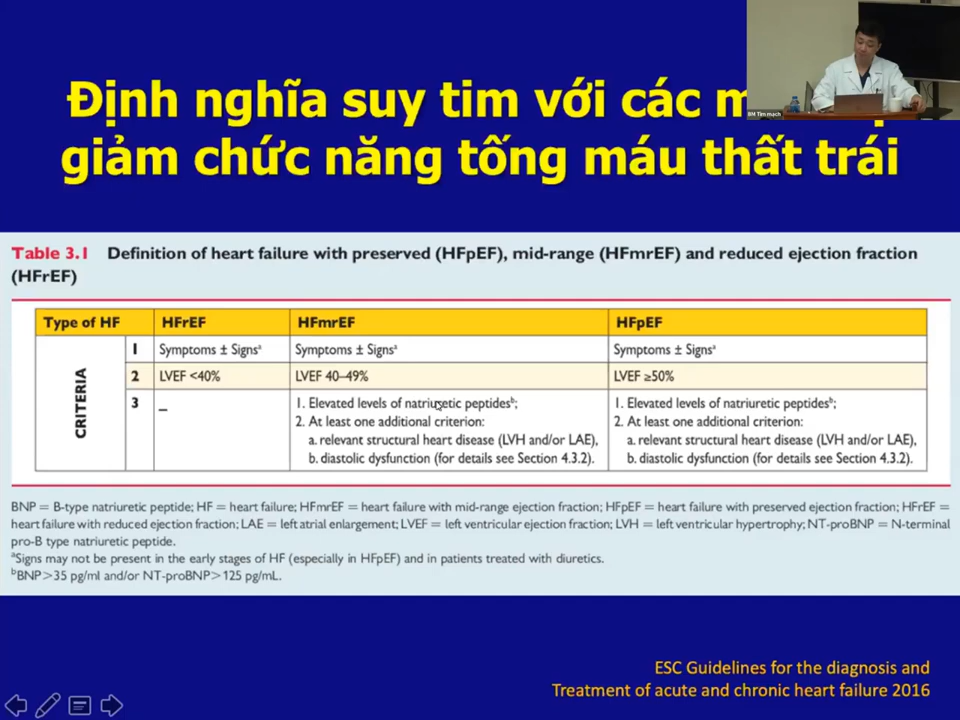 Định nghĩa suy tim với các
giảm chức năng tống máu thất trái
BM Tim mạch
Table 3.1 Definition of heart failure with preserved (HFpEF), mid-range (HFmrEF) and reduced ejection fraction
(HFrEF)
Type of HF HFrEF HFmrEF HFpEF
CRITERIA
1 Symptoms ± Signsᵃ Symptoms ± Signsᵃ Symptoms ± Signsᵃ
2 LVEF <40% LVEF 40–49% LVEF ≥50%
3 – 1. Elevated levels of natriuretic peptidesᵇ; 1. Elevated levels of natriuretic peptidesᵇ;
2. At least one additional criterion: 2. At least one additional criterion:
a. relevant structural heart disease (LVH and/or LAE), a. relevant structural heart disease (LVH and/or LAE),
b. diastolic dysfunction (for details see Section 4.3.2). b. diastolic dysfunction (for details see Section 4.3.2).
BNP = B-type natriuretic peptide; HF = heart failure; HFmrEF = heart failure with mid-range ejection fraction; HFpEF = heart failure with preserved ejection fraction; HFrEF =
heart failure with reduced ejection fraction; LAE = left atrial enlargement; LVEF = left ventricular ejection fraction; LVH = left ventricular hypertrophy; NT-proBNP = N-terminal
pro-B type natriuretic peptide.
ᵃSigns may not be present in the early stages of HF (especially in HFpEF) and in patients treated with diuretics.
ᵇBNP>35 pg/ml and/or NT-proBNP>125 pg/mL.
ESC Guidelines for the diagnosis and
Treatment of acute and chronic heart failure 2016